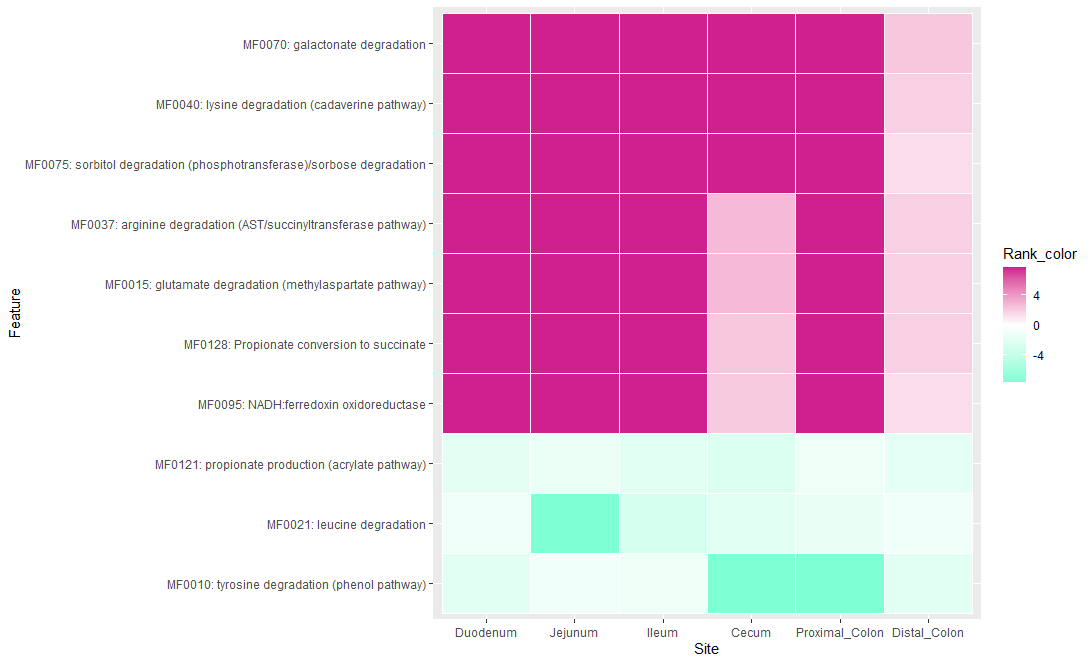 MF0070: galactonate degradation
MF0040: lysine degradation (cadaverine pathway)
MF0075: sorbitol degradation (phosphotransferase)/sorbose degradation
MF0037: arginine degradation (AST/succinyltransferase pathway)
MF0015: glutamate degradation (methylaspartate pathway)
MF0128: Propionate conversion to succinate
MF0095: NADH:ferredoxin oxidoreductase
MF0121: propionate production (acrylate pathway)
MF0021: leucine degradation
MF0010: tyrosine degradation (phenol pathway)
Feature
Duodenum Jejunum Ileum Cecum Proximal_Colon Distal_Colon
Site
Rank_color
4
0
-4